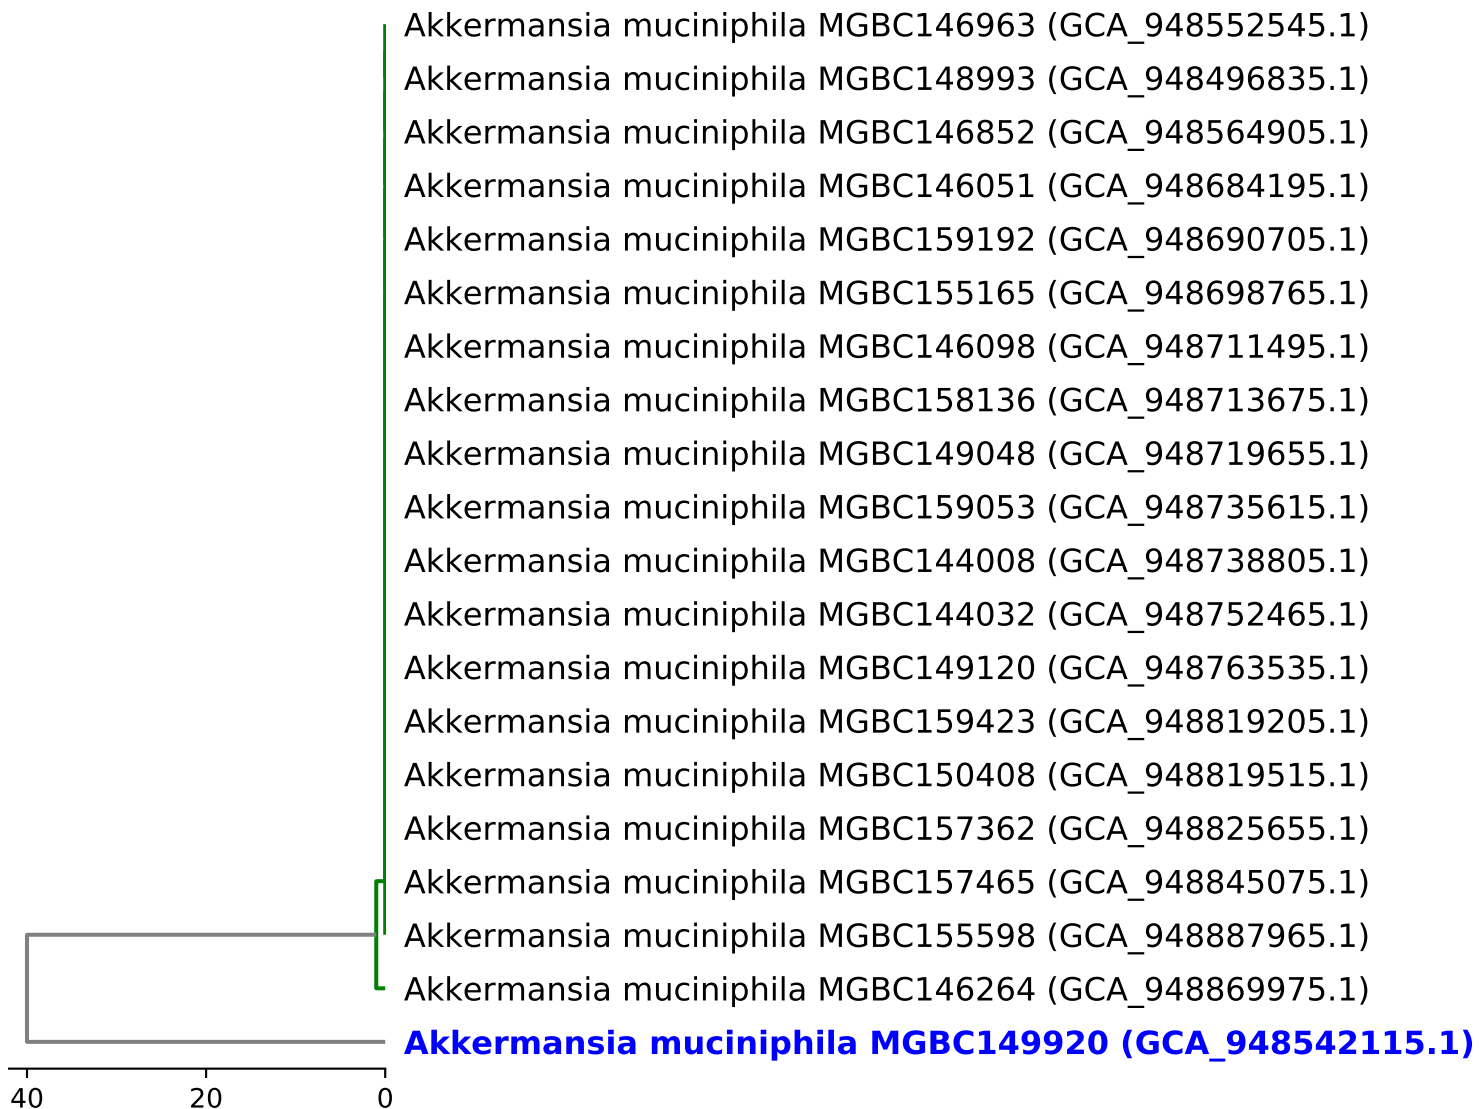 Akkermansia muciniphila MGBC146963 (GCA_948552545.1)
Akkermansia muciniphila MGBC148993 (GCA_948496835.1)
Akkermansia muciniphila MGBC146852 (GCA_948564905.1)
Akkermansia muciniphila MGBC146051 (GCA_948684195.1)
Akkermansia muciniphila MGBC159192 (GCA_948690705.1)
Akkermansia muciniphila MGBC155165 (GCA_948698765.1)
Akkermansia muciniphila MGBC146098 (GCA_948711495.1)
Akkermansia muciniphila MGBC158136 (GCA_948713675.1)
Akkermansia muciniphila MGBC149048 (GCA_948719655.1)
Akkermansia muciniphila MGBC159053 (GCA_948735615.1)
Akkermansia muciniphila MGBC144008 (GCA_948738805.1)
Akkermansia muciniphila MGBC144032 (GCA_948752465.1)
Akkermansia muciniphila MGBC149120 (GCA_948763535.1)
Akkermansia muciniphila MGBC159423 (GCA_948819205.1)
Akkermansia muciniphila MGBC150408 (GCA_948819515.1)
Akkermansia muciniphila MGBC157362 (GCA_948825655.1)
Akkermansia muciniphila MGBC157465 (GCA_948845075.1)
Akkermansia muciniphila MGBC155598 (GCA_948887965.1)
Akkermansia muciniphila MGBC146264 (GCA_948869975.1)
Akkermansia muciniphila MGBC149920 (GCA_948542115.1)
40 20 0